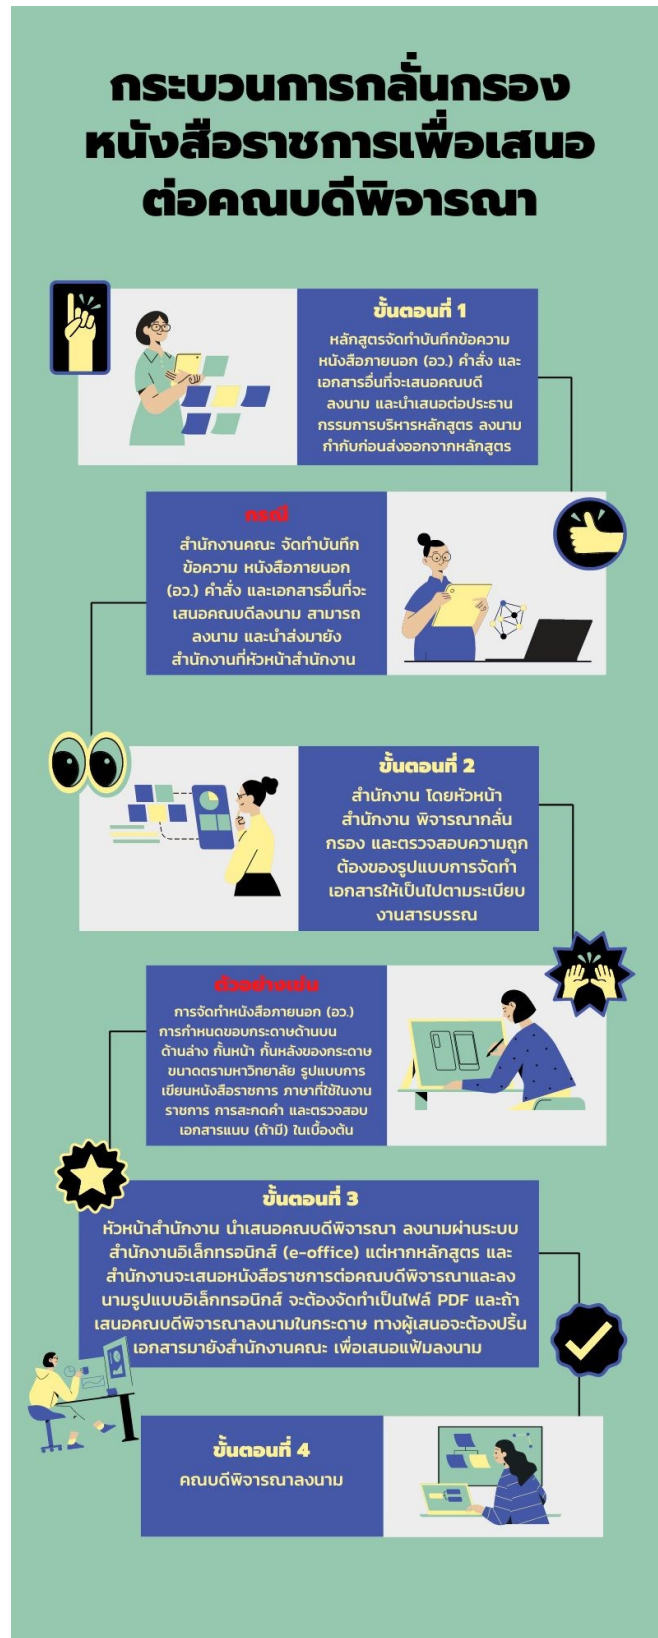 กระบวนการกลั่นกรอง
หนังสือราชการเพื่อเสนอ
ต่อคณบดีพิจารณา
ขั้นตอนที่ 1
หลักสูตรจัดทำบันทึกข้อความ
หนังสือภายนอก (อว.) คำสั่ง และ
เอกสารอื่นที่จะเสนอคณบดี
ลงนาม และนำเสนอต่อประธาน
กรรมการบริหารหลักสูตร ลงนาม
กำกับก่อนส่งออกจากหลักสูตร
กรณี
สำนักงานคณะ จัดทำบันทึก
ข้อความ หนังสือภายนอก
(อว.) คำสั่ง และเอกสารอื่นที่จะ
เสนอคณบดีลงนาม สามารถ
ลงนาม และนำส่งมายัง
สำนักงานที่หัวหน้าสำนักงาน
ขั้นตอนที่ 2
สำนักงาน โดยหัวหน้า
สำนักงาน พิจารณากลั่น
กรอง และตรวจสอบความถูก
ต้องของรูปแบบการจัดทำ
เอกสารให้เป็นไปตามระเบียบ
งานสารบรรณ
ตัวอย่างเช่น
การจัดทำหนังสือภายนอก (อว.)
การกำหนดขอบกระดาษด้านบน
ด้านล่าง กั้นหน้า กั้นหลังของกระดาษ
ขนาดตรามหาวิทยาลัย รูปแบบการ
เขียนหนังสือราชการ ภาษาที่ใช้ในงาน
ราชการ การสะกดคำ และตรวจสอบ
เอกสารแนบ (ถ้ามี) ในเบื้องต้น
ขั้นตอนที่ 3
หัวหน้าสำนักงาน นำเสนอคณบดีพิจารณา ลงนามผ่านระบบ
สำนักงานอิเล็กทรอนิกส์ (e-office) แต่หากหลักสูตร และ
สำนักงานจะเสนอหนังสือราชการต่อคณบดีพิจารณาและลง
นามรูปแบบอิเล็กทรอนิกส์ จะต้องจัดทำเป็นไฟล์ PDF และถ้า
เสนอคณบดีพิจารณาลงนามในกระดาษ ทางผู้เสนอจะต้องปริ้น
เอกสารมายังสำนักงานคณะ เพื่อเสนอแฟ้มลงนาม
ขั้นตอนที่ 4
คณบดีพิจารณาลงนาม